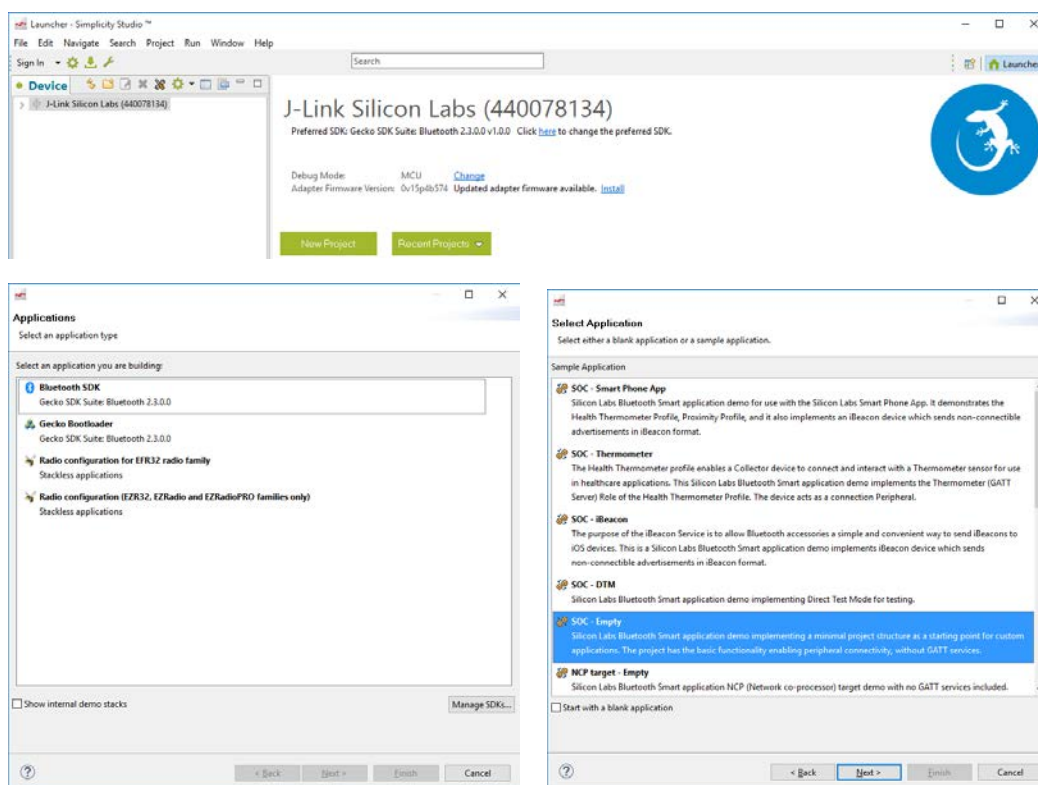 Launcher - Simplicity Studio ™
File Edit Navigate Search Project Run Window Help
Sign In
Search
Launcher
Device
J-Link Silicon Labs (440078134)
J-Link Silicon Labs (440078134)
Preferred SDK: Gecko SDK Suite: Bluetooth 2.3.0.0 v1.0.0 Click here to change the preferred SDK.
Debug Mode: MCU Change
Adapter Firmware Version: 0v15p4b574 Updated adapter firmware available. Install
New Project
Recent Projects
Applications
Select an application type
Select an application you are building:
Bluetooth SDK
Gecko SDK Suite: Bluetooth 2.3.0.0
Gecko Bootloader
Gecko SDK Suite: Bluetooth 2.3.0.0
Radio configuration for EFR32 radio family
Stackless applications
Radio configuration (EZR32, EZRadio and EZRadioPRO families only)
Stackless applications
Show internal demo stacks
Manage SDKs...
< Back
Next >
Finish
Cancel
Select Application
Select either a blank application or a sample application.
Sample Application
SOC - Smart Phone App
Silicon Labs Bluetooth Smart application demo for use with the Silicon Labs Smart Phone App. It demonstrates the
Health Thermometer Profile, Proximity Profile, and it also implements an iBeacon device which sends non-connectible
advertisements in iBeacon format.
SOC - Thermometer
The Health Thermometer profile enables a Collector device to connect and interact with a Thermometer sensor for use
in healthcare applications. This Silicon Labs Bluetooth Smart application demo implements the Thermometer (GATT
Server) Role of the Health Thermometer Profile. The device acts as a connection Peripheral.
SOC - iBeacon
The purpose of the iBeacon Service is to allow Bluetooth accessories a simple and convenient way to send iBeacons to
iOS devices. This is a Silicon Labs Bluetooth Smart application demo implements iBeacon device which sends
non-connectible advertisements in iBeacon format.
SOC - DTM
Silicon Labs Bluetooth Smart application demo implementing Direct Test Mode for testing.
SOC - Empty
Silicon Labs Bluetooth Smart application demo implementing a minimal project structure as a starting point for custom
applications. The project has the basic functionality enabling peripheral connectivity, without GATT services.
NCP target - Empty
Silicon Labs Bluetooth Smart application NCP (Network co-processor) target demo with no GATT services included.
Start with a blank application
< Back
Next >
Finish
Cancel